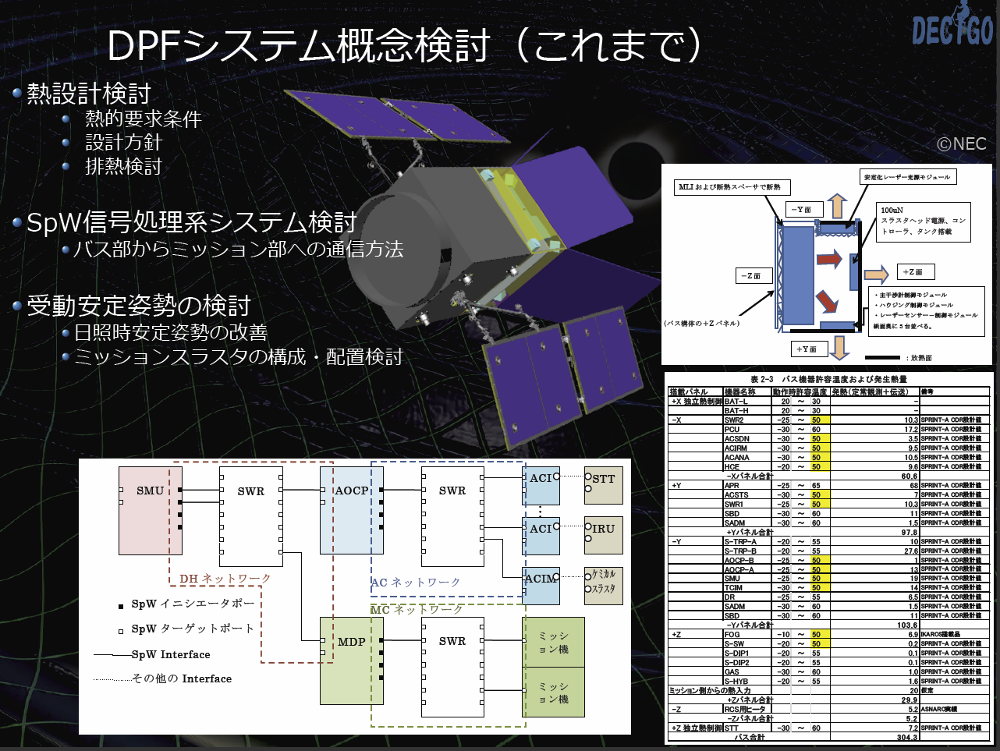 DPFシステム概念検討（これまで）
DECIGO
熱設計検討
熱的要求条件
設計方針
排熱検討
SpW信号処理系システム検討
バス部からミッション部への通信方法
受動安定姿勢の検討
日照時安定姿勢の改善
ミッションスラスタの構成・配置検討
©NEC
MLI および断熱スペーサで断熱
安定化レーザー光源モジュール
－Y 面
100uN
スラスタヘッド電源、コン
トローラ、タンク搭載
－Z 面
＋Z 面
・主干渉計制御モジュール
・ハウジング制御モジュール
・レーザーセンサー制御モジュール
紙面奥に 5 台並べる。
(バス構体の＋Z パネル)
＋Y 面
：放熱面
表 2-3 バス機器許容温度および発生熱量
搭載パネル 機器名称 動作時許容温度 発熱(定常観測＋伝送) 備考
+X 独立熱制御 BAT-L 20 ～ 30 -
BAT-H 20 ～ 30 -
-X SWR2 -25 ～ 50 10.3 SPRINT-A CDR設計値
PCU -30 ～ 60 17.2 SPRINT-A CDR設計値
ACSDN -30 ～ 50 3.5 SPRINT-A CDR設計値
ACIRM -30 ～ 50 9.5 SPRINT-A CDR設計値
ACANA -30 ～ 50 10.5 SPRINT-A CDR設計値
HCE -20 ～ 50 9.6 SPRINT-A CDR設計値
-Xパネル合計 60.6
+Y APR -25 ～ 65 68 SPRINT-A CDR設計値
ACSTS -30 ～ 50 7 SPRINT-A CDR設計値
SWR1 -25 ～ 50 10.3 SPRINT-A CDR設計値
SBD -30 ～ 60 11 SPRINT-A CDR設計値
SADM -30 ～ 60 1.5 SPRINT-A CDR設計値
+Yパネル合計 97.8
-Y S-TRP-A -20 ～ 55 10 SPRINT-A CDR設計値
S-TRP-B -20 ～ 55 27.6 SPRINT-A CDR設計値
AOCP-B -25 ～ 50 1 SPRINT-A CDR設計値
AOCP-A -25 ～ 50 13 SPRINT-A CDR設計値
SMU -25 ～ 50 19 SPRINT-A CDR設計値
TCIM -30 ～ 50 14 SPRINT-A CDR設計値
DR -25 ～ 55 6.5 SPRINT-A CDR設計値
SADM -30 ～ 60 1.5 SPRINT-A CDR設計値
SBD -30 ～ 60 11 SPRINT-A CDR設計値
-Yパネル合計 103.6
+Z FOG -10 ～ 50 6.9 IKAROS搭載品
S-SW -20 ～ 50 0.2 SPRINT-A CDR設計値
S-DIP1 -20 ～ 55 0.1 SPRINT-A CDR設計値
S-DIP2 -20 ～ 55 0.1 SPRINT-A CDR設計値
GAS -30 ～ 60 1.0 SPRINT-A CDR設計値
S-HYB -20 ～ 55 1.6 SPRINT-A CDR設計値
ミッション側からの熱入力 20 仮定
+Zパネル合計 29.9
-Z RCS用ヒータ 5.2 ASNARO実績
-Zパネル合計 5.2
+Z 独立熱制御 STT -30 ～ 60 7.2 SPRINT-A CDR設計値
バス合計 304.3
SMU
SWR
AOCP
SWR
ACI
STT
ACI
IRU
ACIM
ケミカル
スラスタ
DH ネットワーク
AC ネットワーク
MC ネットワーク
SpW イニシエータポー
SpW ターゲットポート
SpW Interface
その他の Interface
MDP
SWR
ミッシ
ョン機
ミッシ
ョン機